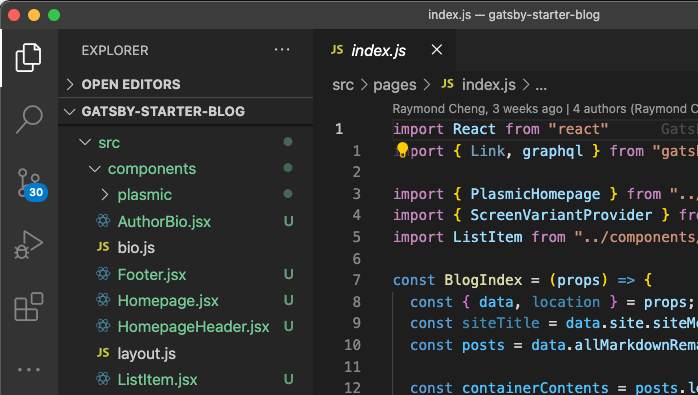 index.js — gatsby-starter-blog
EXPLORER
OPEN EDITORS
GATSBY-STARTER-BLOG
src
components
plasmic
AuthorBio.jsx U
JS bio.js
Footer.jsx U
Homepage.jsx U
HomepageHeader.jsx U
JS layout.js
ListItem.jsx U
30
JS index.js
src > pages > JS index.js > ...
Raymond Cheng, 3 weeks ago | 4 authors (Raymond C
1 import React from "react" Gats
1 import { Link, graphql } from "gats
2
3 import { PlasmicHomepage } from "../
4 import { ScreenVariantProvider } fro
5 import ListItem from "../components/
6
7 const BlogIndex = (props) => {
8 const { data, location } = props;
9 const siteTitle = data.site.siteMe
10 const posts = data.allMarkdownRema
11
12 const containerContents = posts.le